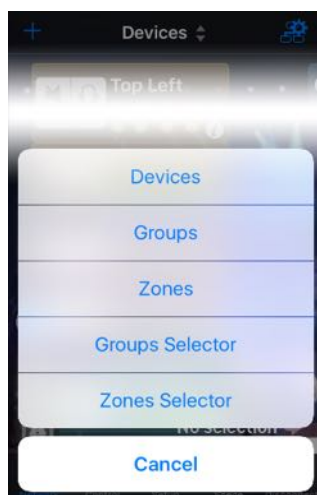 + Devices
Top Left
Devices
Groups
Zones
Groups Selector
Zones Selector
No selection
Cancel